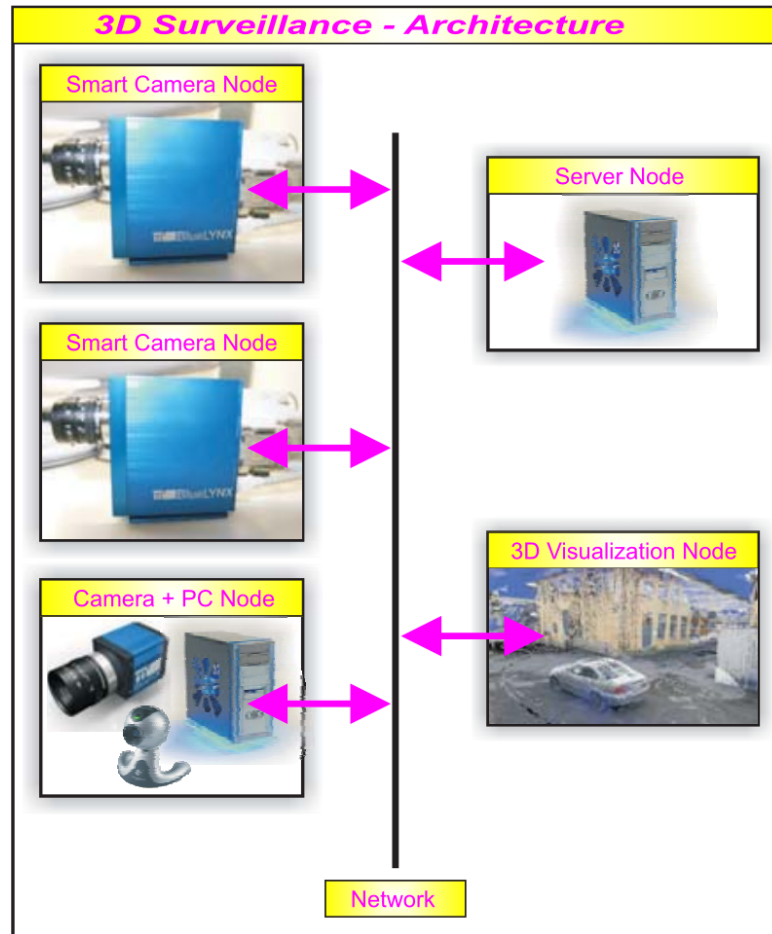 3D Surveillance - Architecture
Smart Camera Node
BlueLYNX
Server Node
Smart Camera Node
BlueLYNX
3D Visualization Node
Camera + PC Node
Network